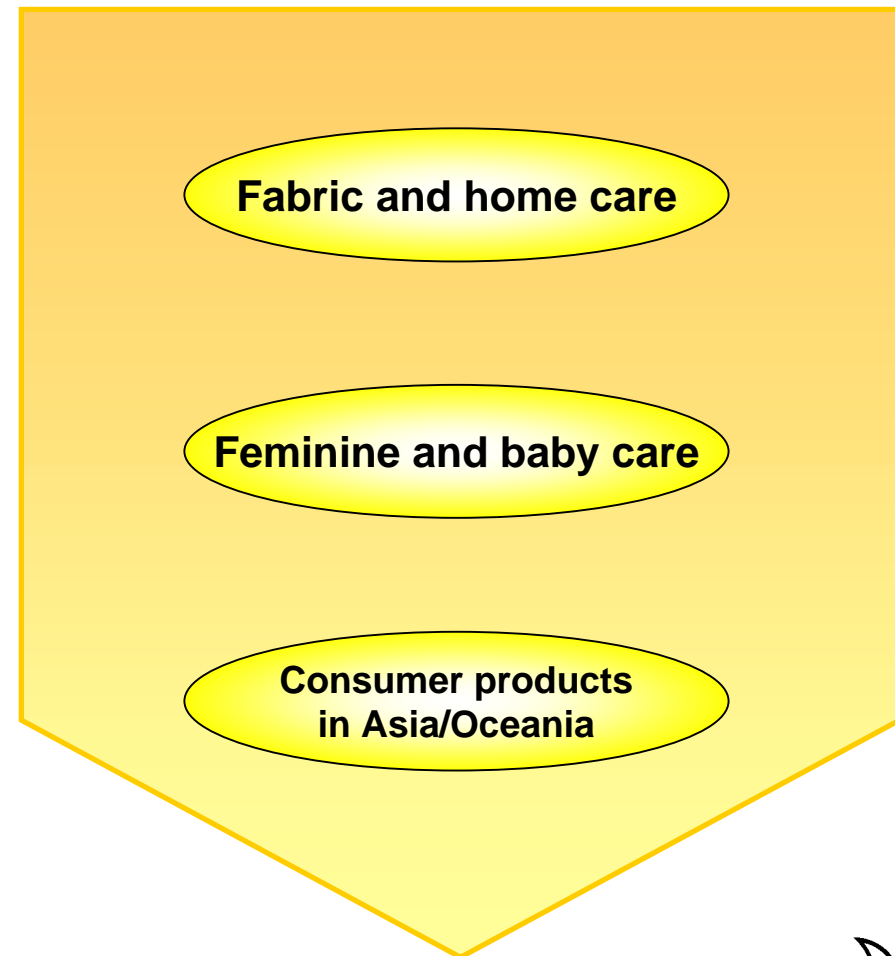 Fabric and home care
Feminine and baby care
Consumer products
in Asia/Oceania